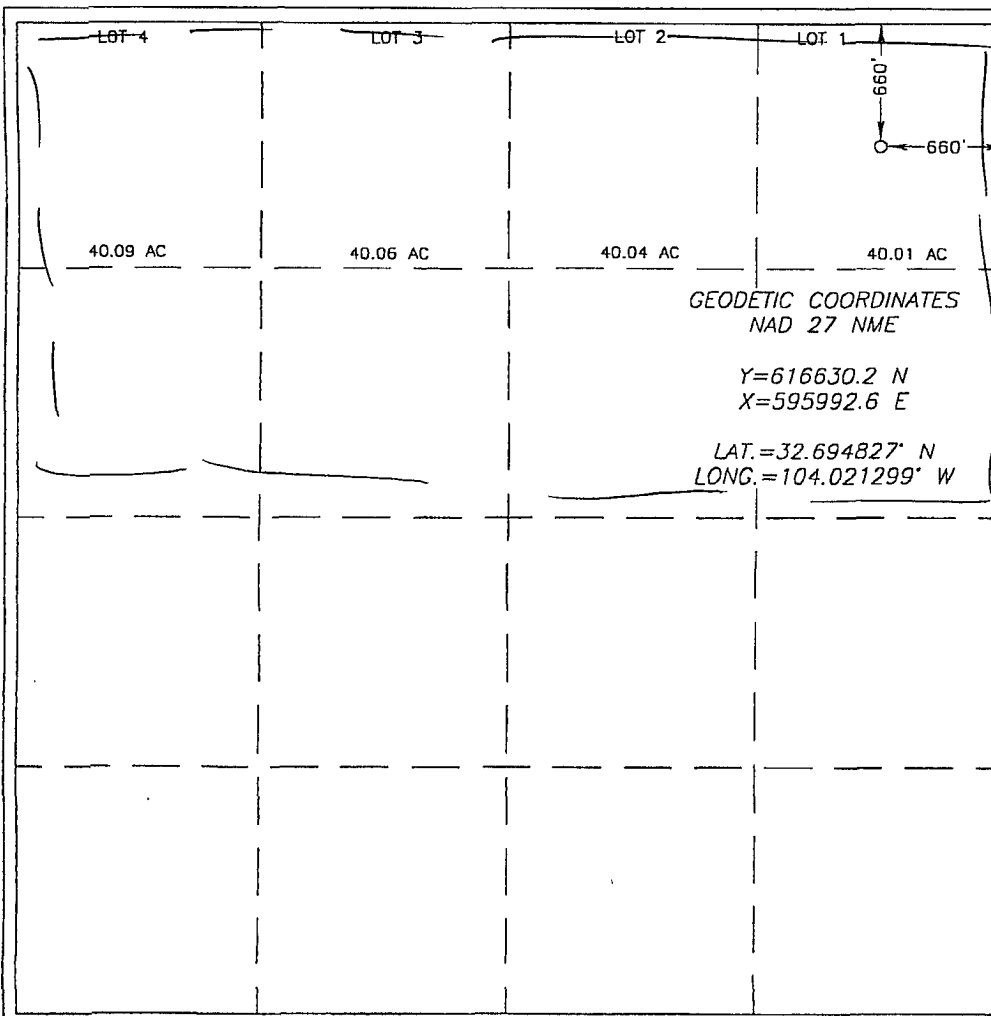 LOT 4 LOT 3 LOT 2 LOT 1
660'
660'
40.09 AC 40.06 AC 40.04 AC 40.01 AC
GEODETIC COORDINATES
NAD 27 NME
Y=616630.2 N
X=595992.6 E
LAT.=32.694827° N
LONG.=104.021299° W